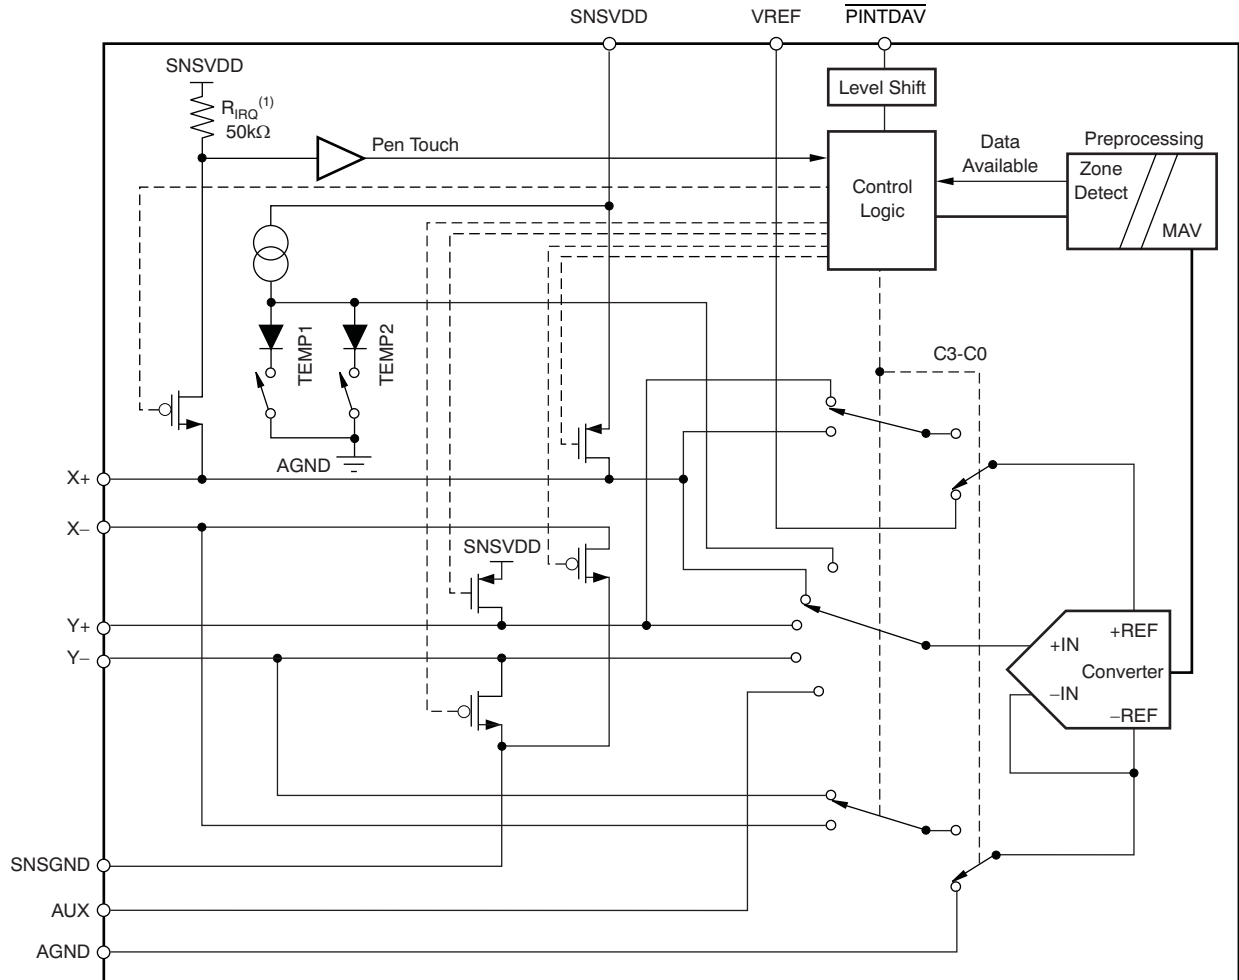 SNSVDD
VREF
PINTDAV
SNSVDD
RIRQ(1)
50kΩ
Level Shift
Pen Touch
Data
Available
Preprocessing
Zone
Detect
MAV
Control
Logic
TEMP1
TEMP2
C3-C0
AGND
X+
X–
SNSVDD
Y+
Y–
+IN
+REF
Converter
–IN
–REF
SNSGND
AUX
AGND